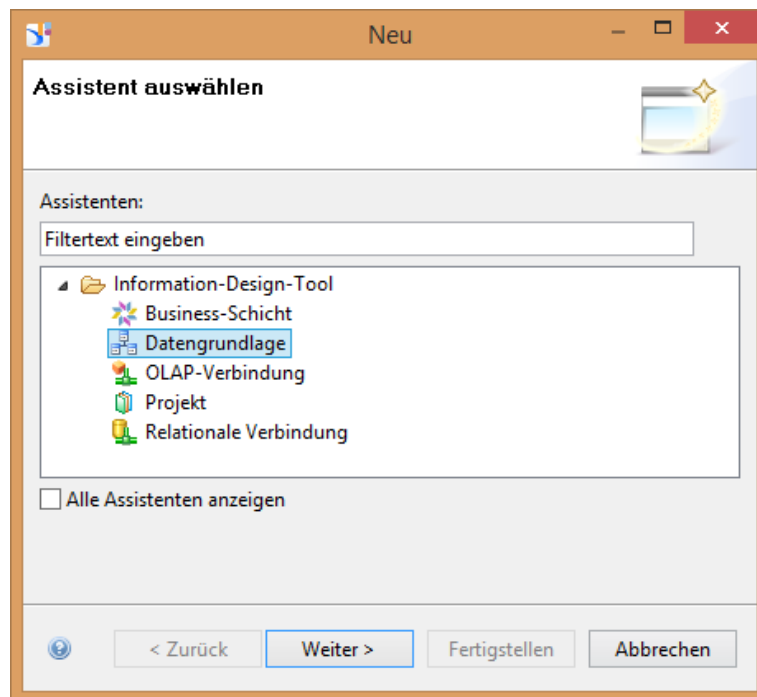 Neu
Assistent auswählen
Assistenten:
Filtertext eingeben
Information-Design-Tool
Business-Schicht
Datengrundlage
OLAP-Verbindung
Projekt
Relationale Verbindung
Alle Assistenten anzeigen
< Zurück Weiter > Fertigstellen Abbrechen